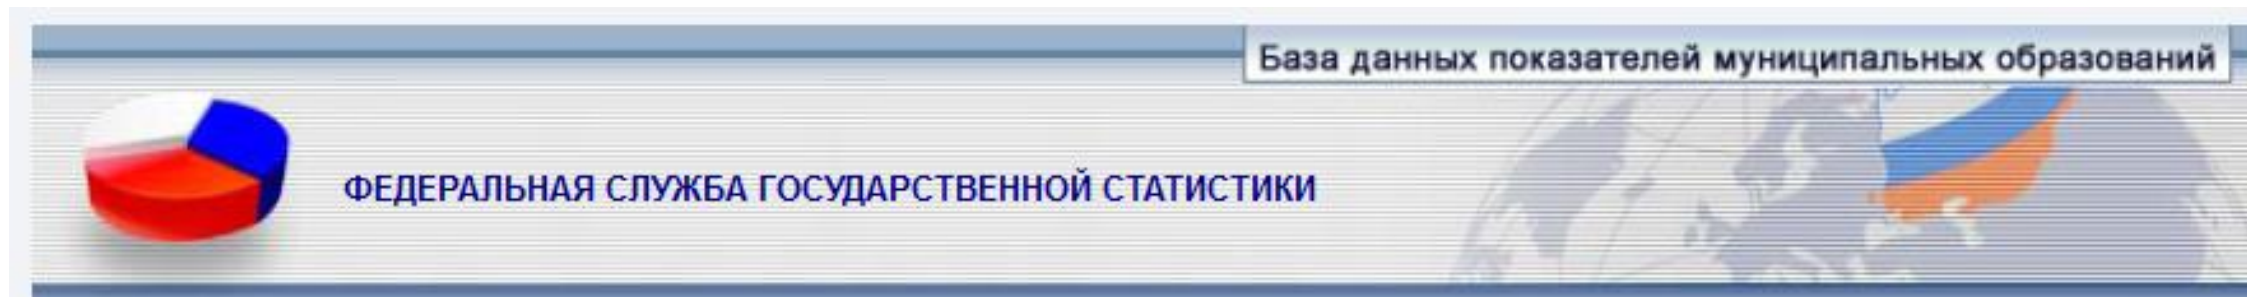 База данных показателей муниципальных образований
ФЕДЕРАЛЬНАЯ СЛУЖБА ГОСУДАРСТВЕННОЙ СТАТИСТИКИ